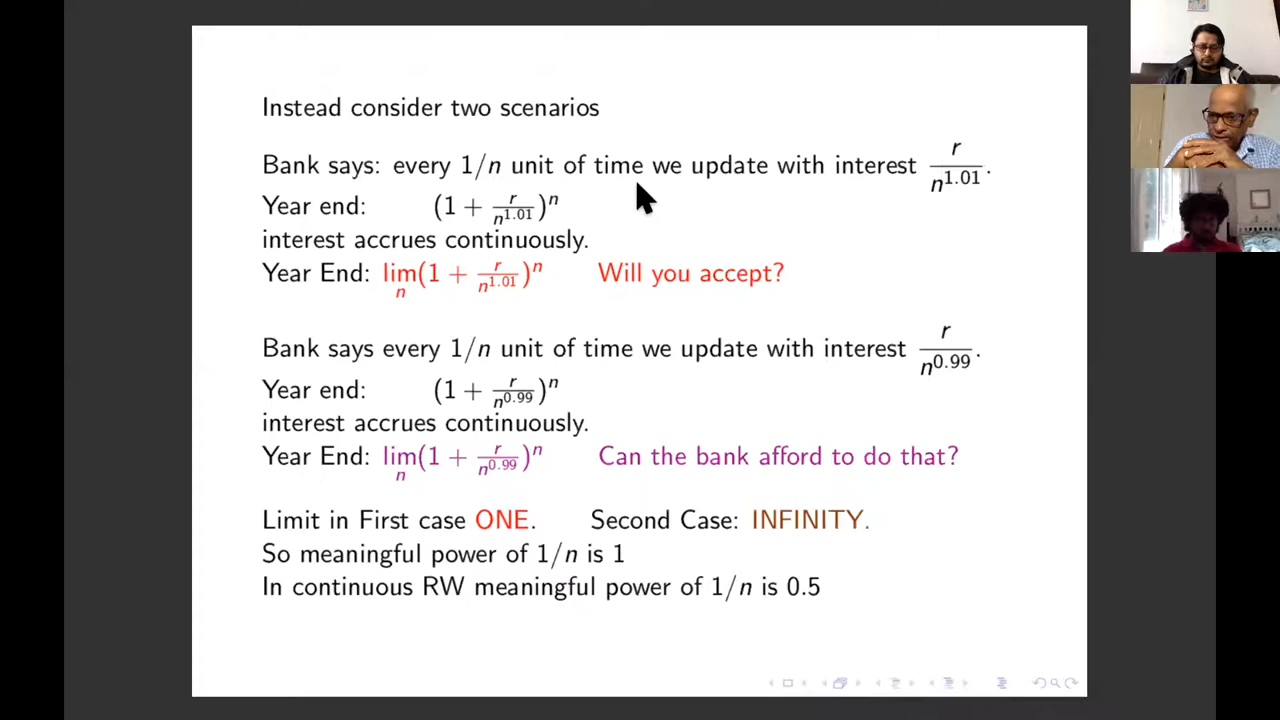 Instead consider two scenarios
Bank says: every 1/n unit of time we update with interest r/n^1.01.
Year end: (1 + r/n^1.01)^n
interest accrues continuously.
Year End: lim_n (1 + r/n^1.01)^n Will you accept?
Bank says every 1/n unit of time we update with interest r/n^0.99.
Year end: (1 + r/n^0.99)^n
interest accrues continuously.
Year End: lim_n (1 + r/n^0.99)^n Can the bank afford to do that?
Limit in First case ONE. Second Case: INFINITY.
So meaningful power of 1/n is 1
In continuous RW meaningful power of 1/n is 0.5